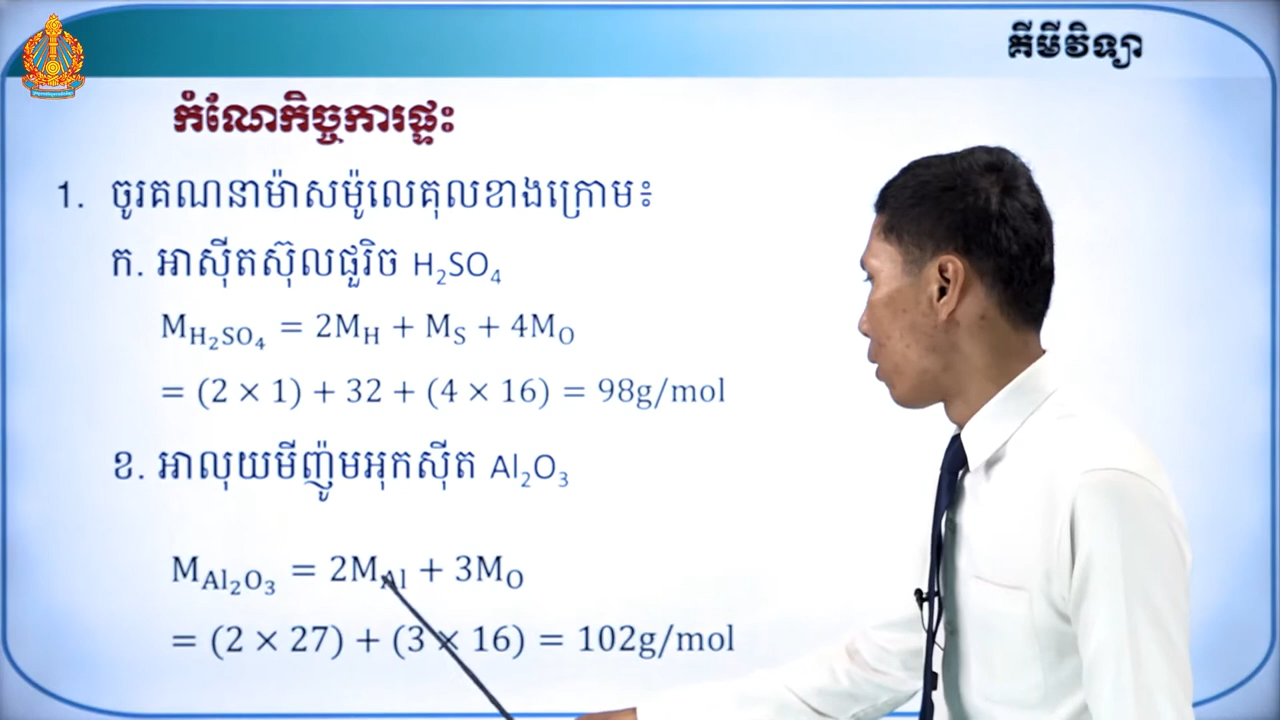 គីមីវិទ្យា
កំណែកិច្ចការផ្ទះ
1. ចូរគណនាម៉ាសម៉ូលេគុលខាងក្រោម៖
ក. អាស៊ីតស៊ុលផួរិច H₂SO₄
M_H₂SO₄ = 2M_H + M_S + 4M_O
= (2 × 1) + 32 + (4 × 16) = 98g/mol
ខ. អាលុយមីញ៉ូមអុកស៊ីត Al₂O₃
M_Al₂O₃ = 2M_Al + 3M_O
= (2 × 27) + (3 × 16) = 102g/mol